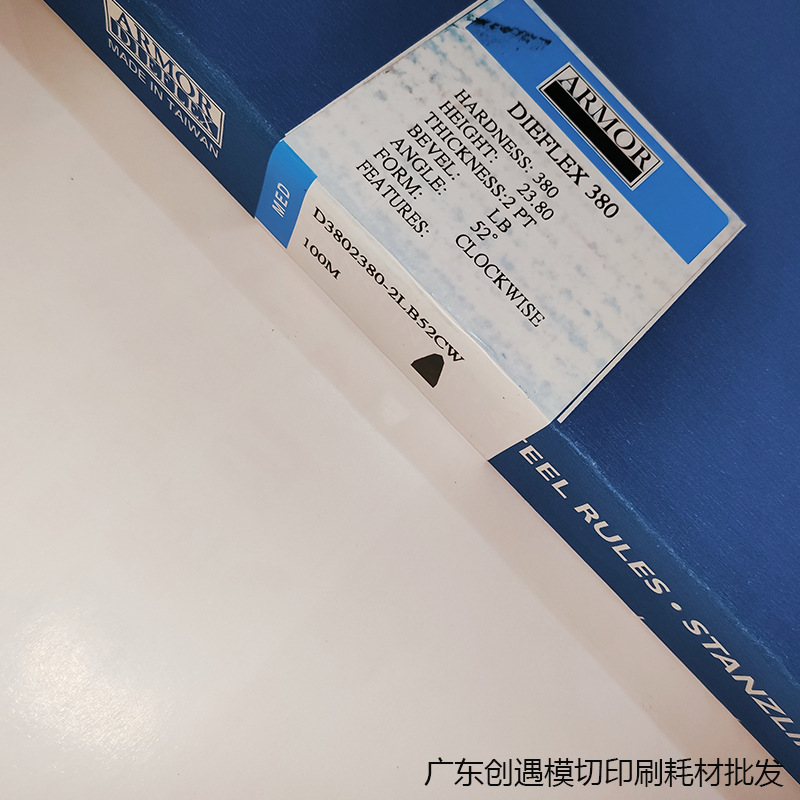 ARMOR
DIEFLEX
MADE IN TAIWAN
ARMOR
DIEFLEX 380
HARDNESS: 380
HEIGHT: 23.80
THICKNESS:2 PT
BEVEL: LB
ANGLE: 52°
FORM:
FEATURES: CLOCKWISE
MED
D3802380-2LB52CW
100M
TEEL RULES • STANZLI
广东创遇模切印刷耗材批发